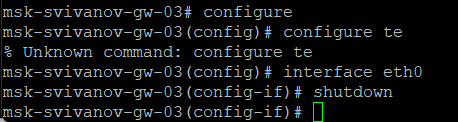 msk-svivanov-gw-03# configure
msk-svivanov-gw-03(config)# configure te
% Unknown command: configure te
msk-svivanov-gw-03(config)# interface eth0
msk-svivanov-gw-03(config-if)# shutdown
msk-svivanov-gw-03(config-if)#